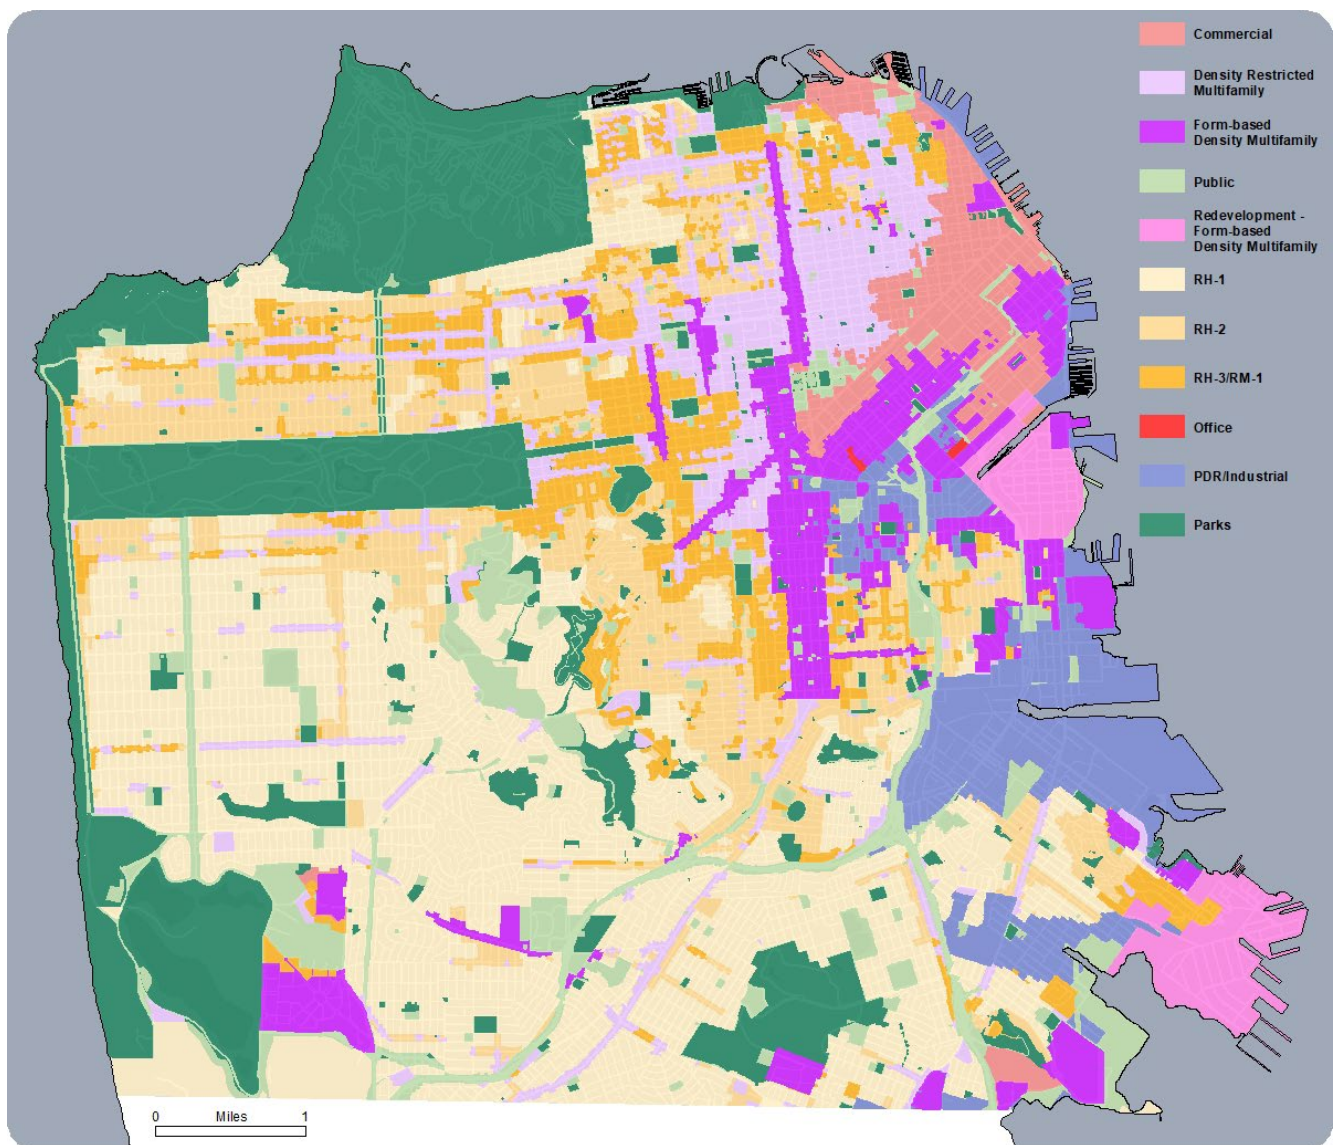 Commercial
Density Restricted
Multifamily
Form-based
Density Multifamily
Public
Redevelopment -
Form-based
Density Multifamily
RH-1
RH-2
RH-3/RM-1
Office
PDR/Industrial
Parks
0 Miles 1